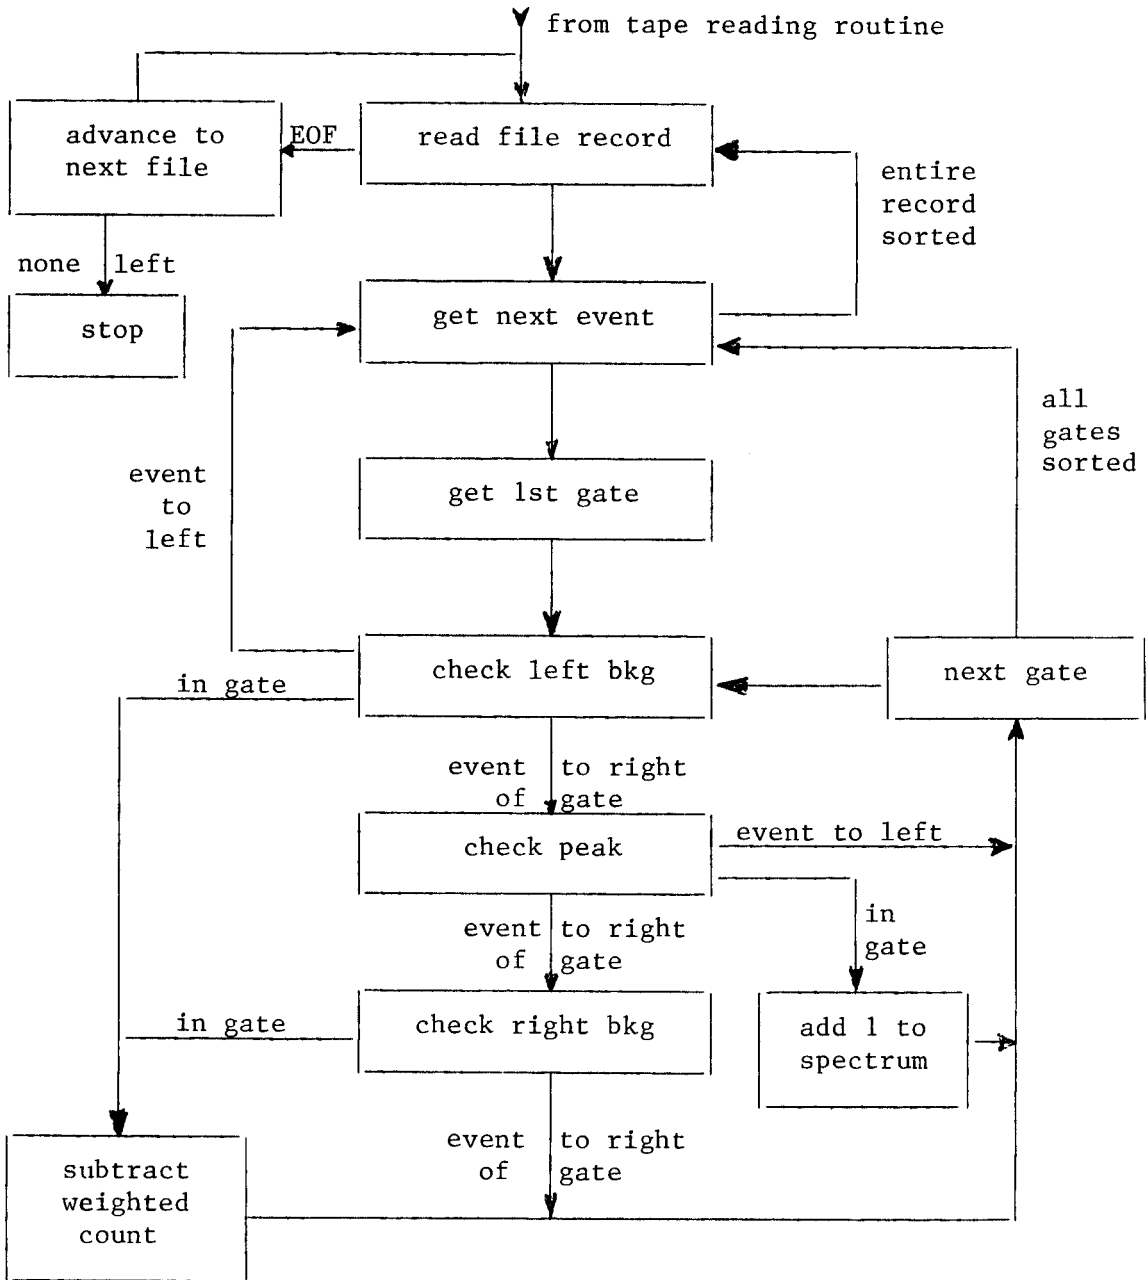 from tape reading routine
advance to
next file
EOF
read file record
entire
record
sorted
none left
stop
get next event
all
gates
sorted
event
to
left
get 1st gate
check left bkg
next gate
in gate
event to right
of gate
check peak
event to left
event to right
of gate
in
gate
in gate
check right bkg
add 1 to
spectrum
event to right
of gate
subtract
weighted
count